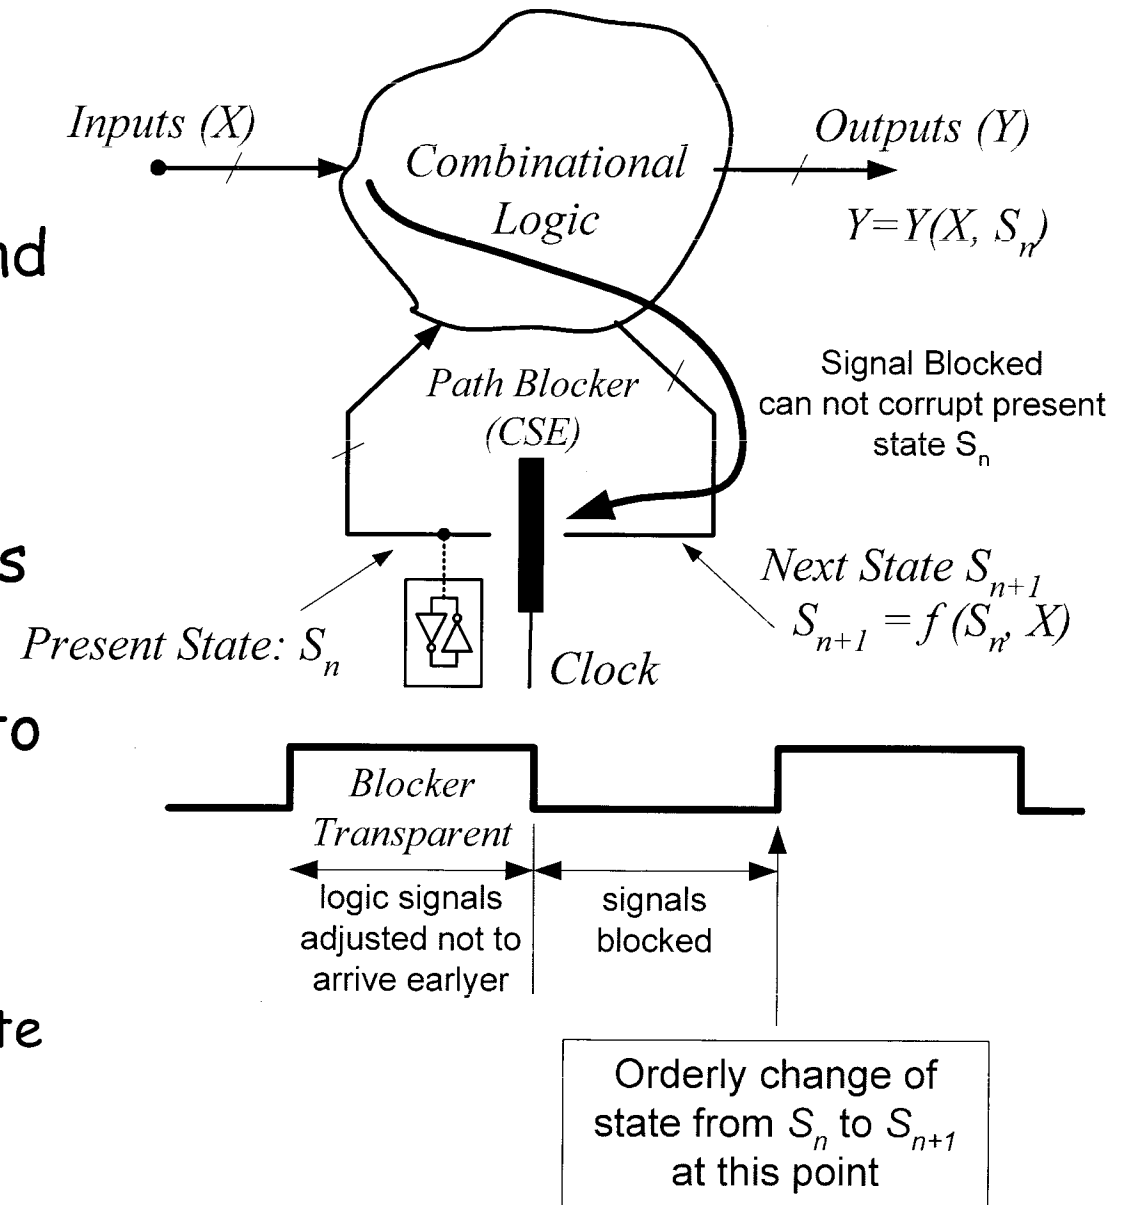 Inputs (X)
Outputs (Y)
Combinational
Logic
Y=Y(X, Sn)
nd
Path Blocker
(CSE)
Signal Blocked
can not corrupt present
state Sn
s
Next State Sn+1
Sn+1 = f (Sn, X)
Present State: Sn
Clock
to
Blocker
Transparent
logic signals
adjusted not to
arrive earlyer
signals
blocked
te
Orderly change of
state from Sn to Sn+1
at this point